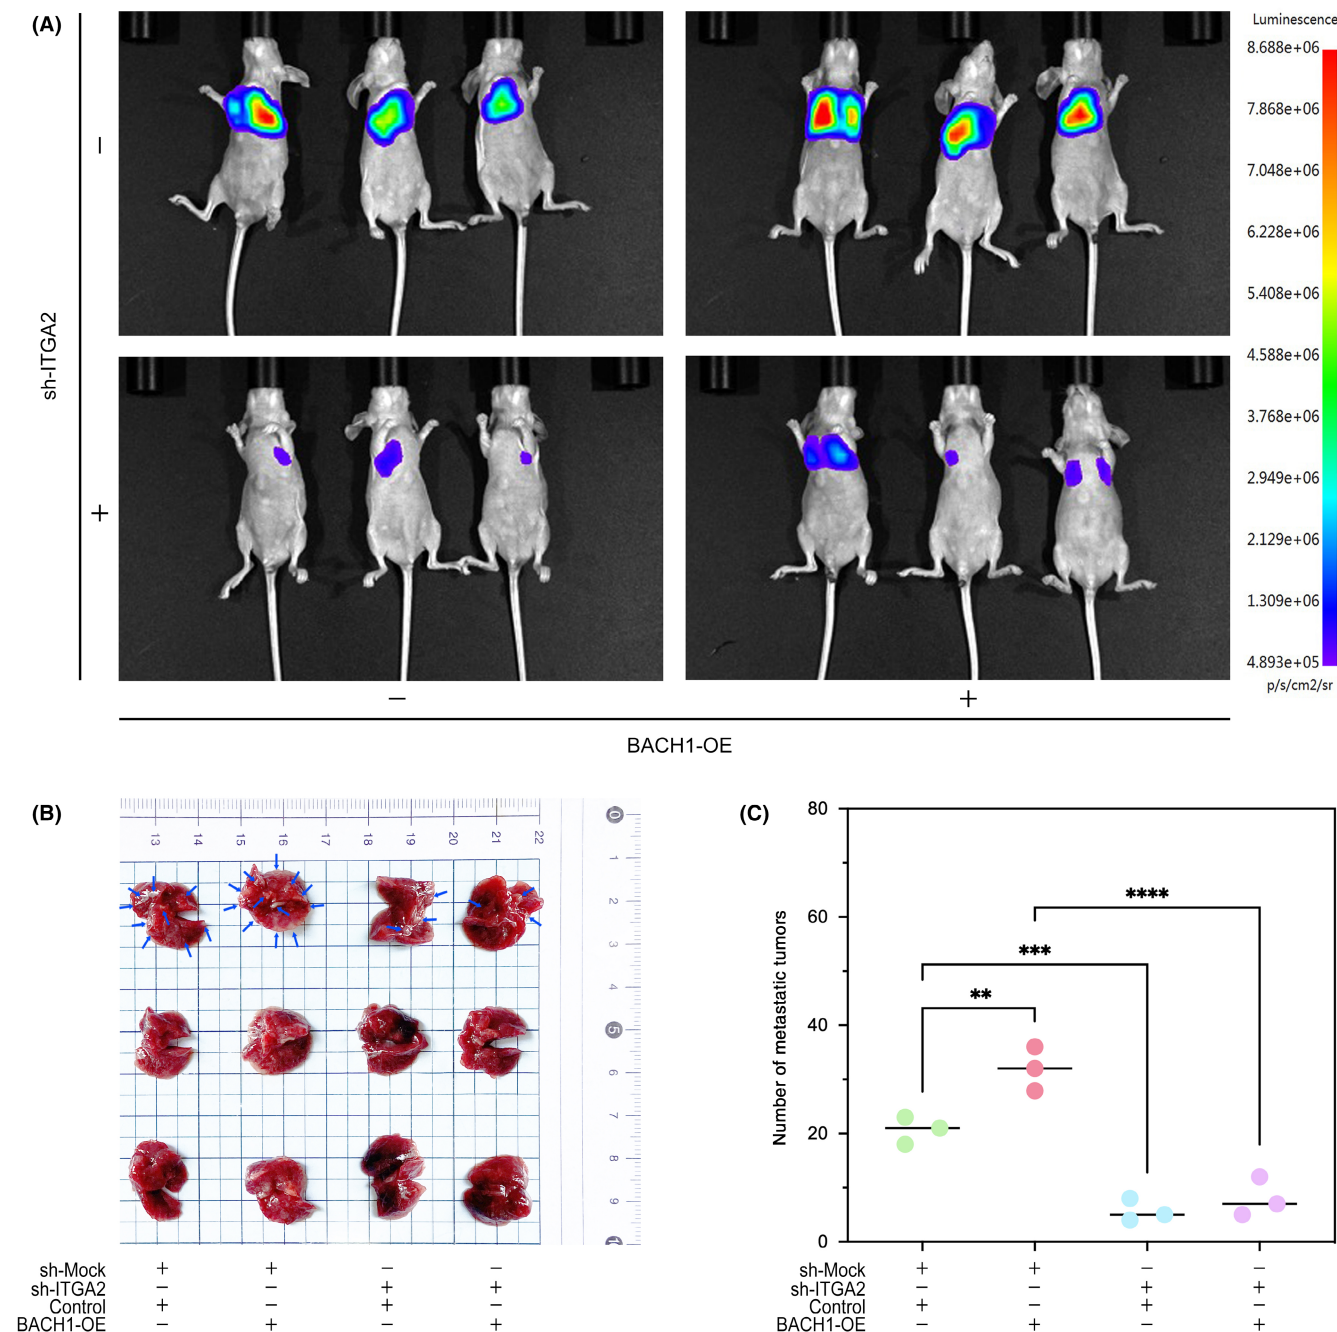 (A)
Luminescence
8.688e+06
7.868e+06
7.048e+06
6.228e+06
5.408e+06
4.588e+06
3.768e+06
2.949e+06
2.129e+06
1.309e+06
4.893e+05
p/s/cm2/sr
sh-ITGA2
−
+
− +
BACH1-OE
(B)
13 14 15 16 17 18 19 20 21 22
0
1
2
3
4
5
6
7
8
9
sh-Mock + + − −
sh-ITGA2 − − + +
Control + − + −
BACH1-OE − + − +
(C)
Number of metastatic tumors
80
60
40
20
0
****
***
**
sh-Mock + + − −
sh-ITGA2 − − + +
Control + − + −
BACH1-OE − + − +